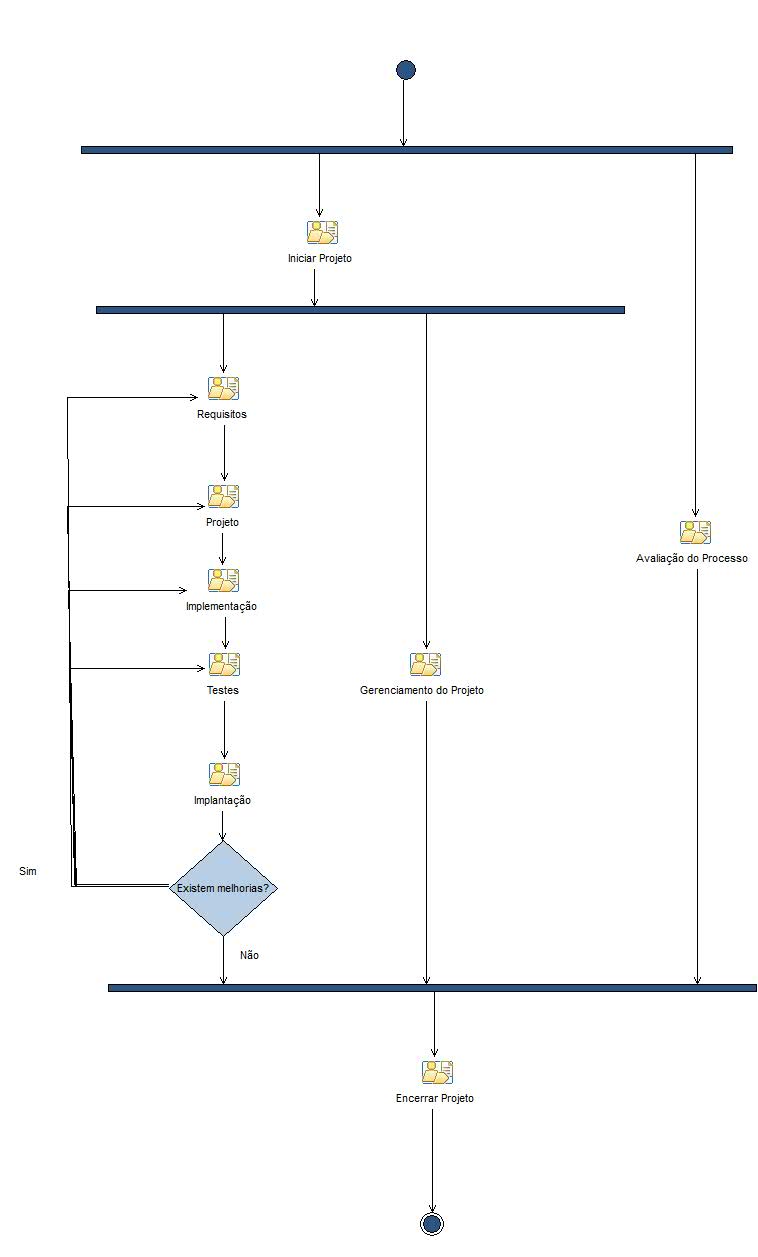 Iniciar Projeto
Requisitos
Projeto
Avaliação do Processo
Implementação
Testes
Gerenciamento do Projeto
Implantação
Sim
Existem melhorias?
Não
Encerrar Projeto